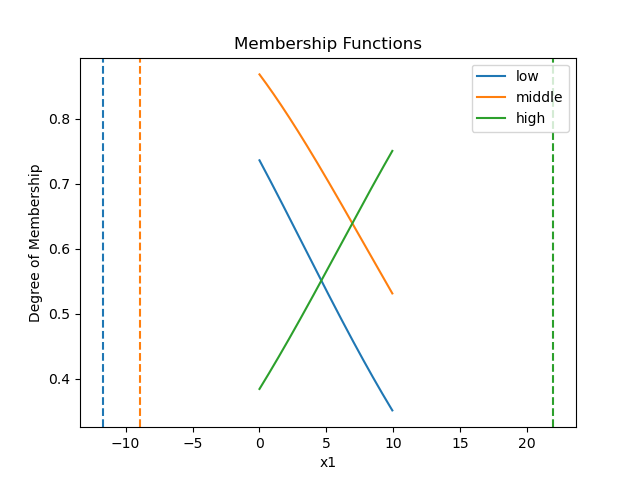 Membership Functions
low
middle
high
Degree of Membership
0.8
0.7
0.6
0.5
0.4
−10 −5 0 5 10 15 20
x1